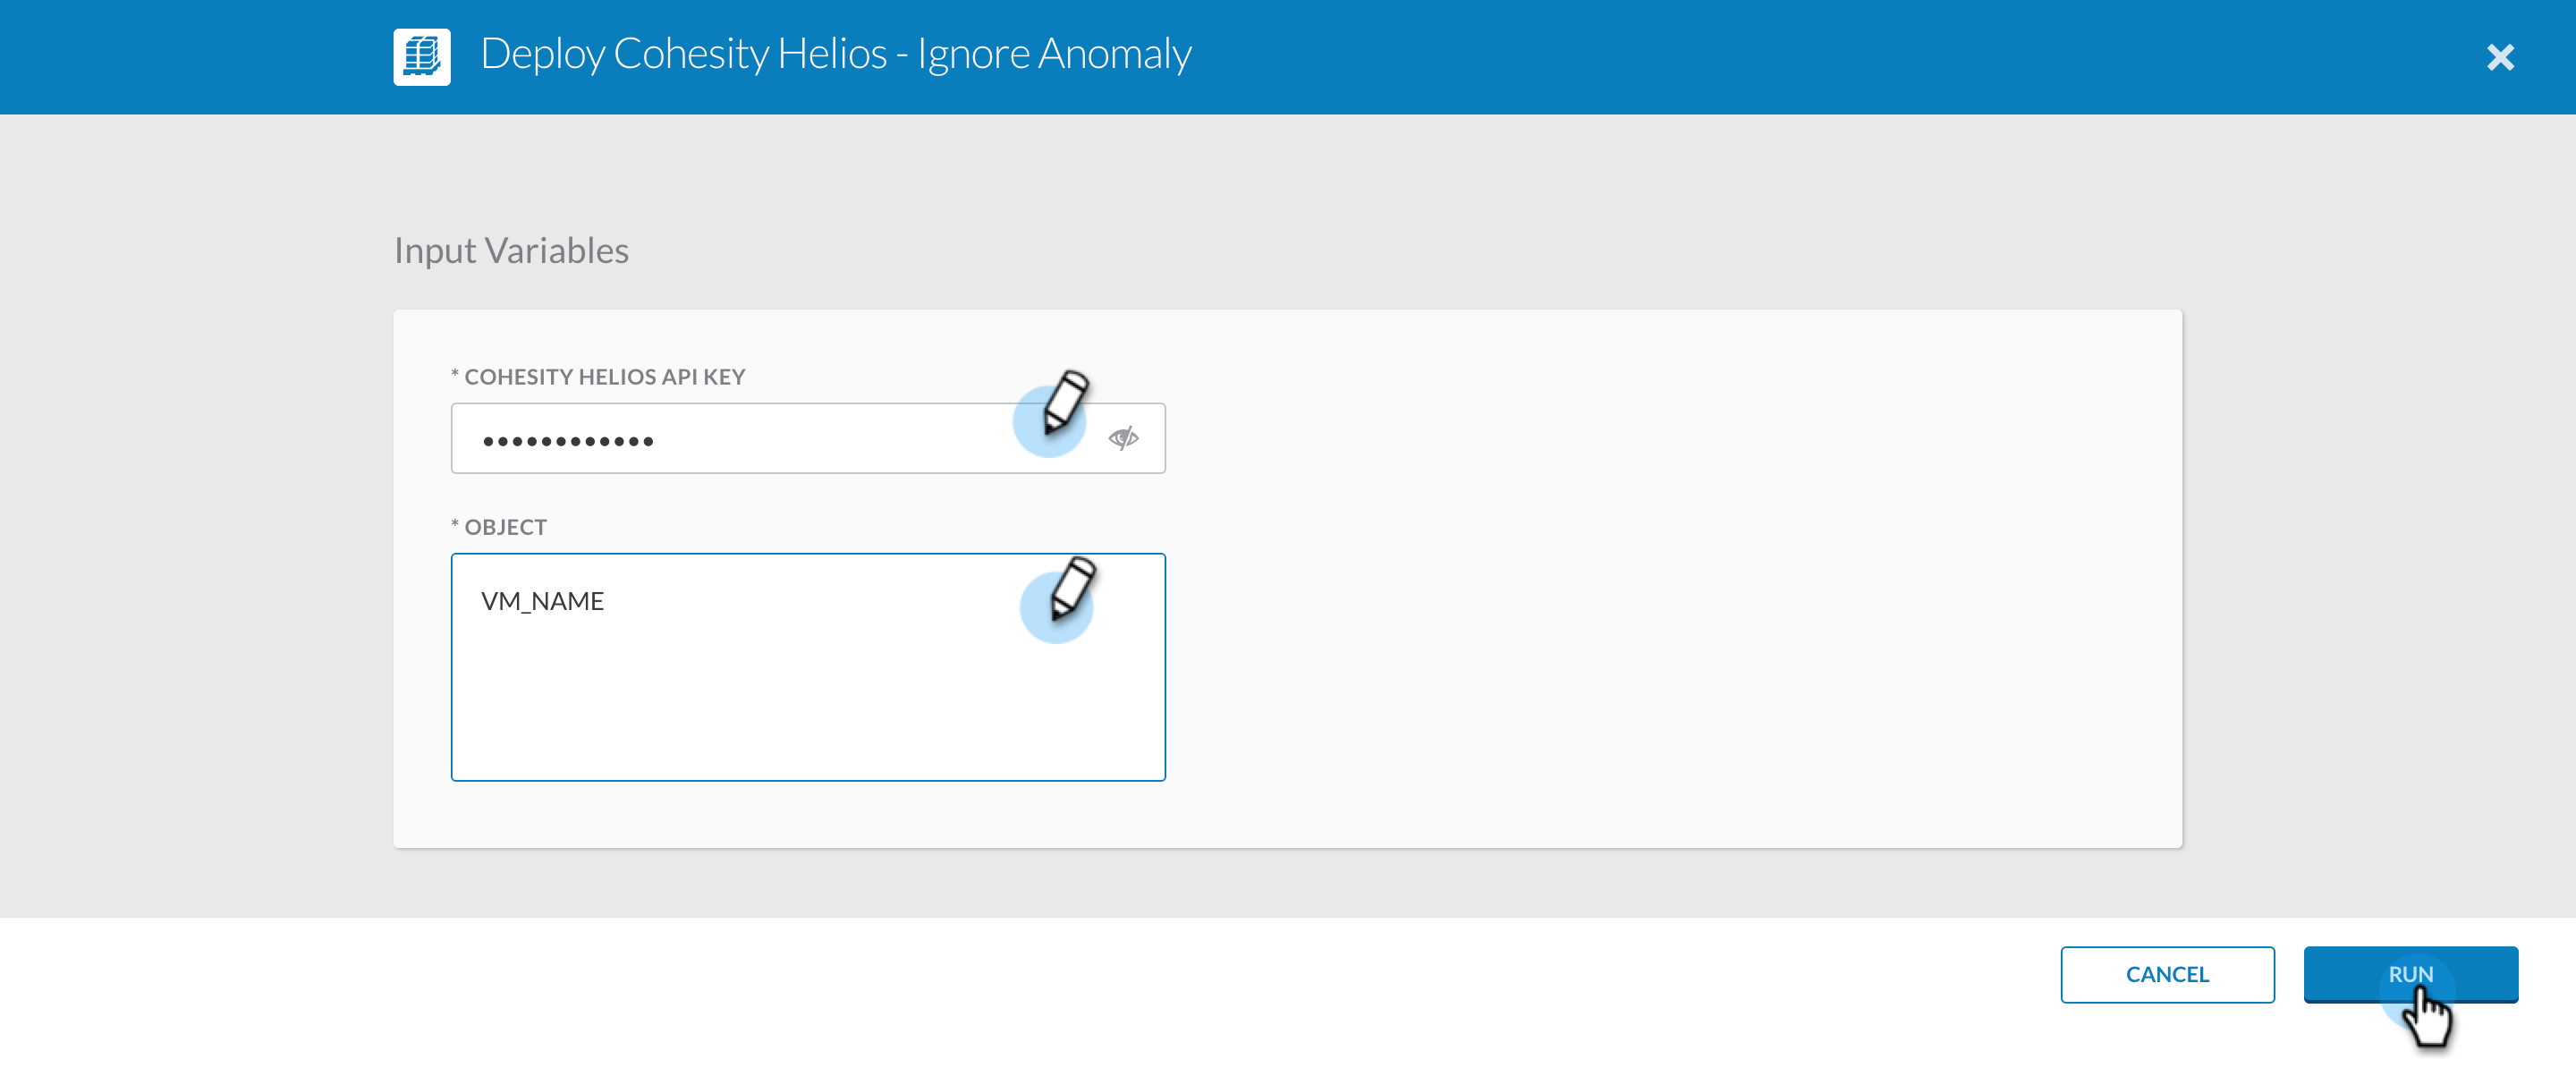 Deploy Cohesity Helios - Ignore Anomaly
Input Variables
* COHESITY HELIOS API KEY
••••••••••••
* OBJECT
VM_NAME
CANCEL
RUN